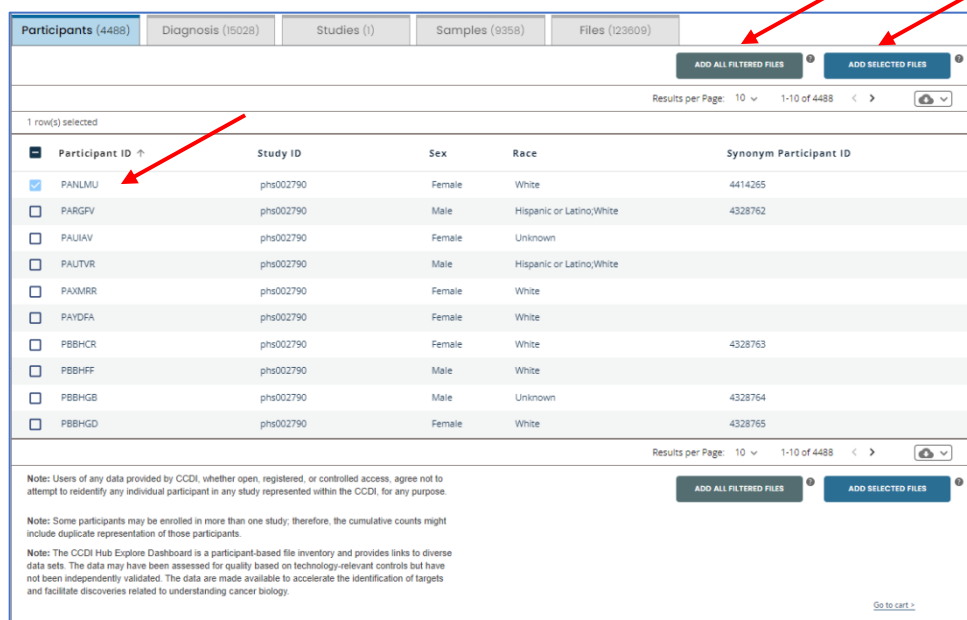 Participants (4488) Diagnosis (15028) Studies (1) Samples (9358) Files (123609)
ADD ALL FILTERED FILES ? ADD SELECTED FILES ?
Results per Page: 10 1-10 of 4488 < >
1 row(s) selected
Participant ID ↑ Study ID Sex Race Synonym Participant ID
PANLMU phs002790 Female White 4414265
PARGFV phs002790 Male Hispanic or Latino;White 4328762
PAUIAV phs002790 Female Unknown
PAUTVR phs002790 Male Hispanic or Latino;White
PAXMRR phs002790 Female White
PAYDFA phs002790 Female White
PBBHCR phs002790 Female White 4328763
PBBHFF phs002790 Male White
PBBHGB phs002790 Male Unknown 4328764
PBBHGD phs002790 Female White 4328765
Results per Page: 10 1-10 of 4488 < >
ADD ALL FILTERED FILES ? ADD SELECTED FILES ?
Note: Users of any data provided by CCDI, whether open, registered, or controlled access, agree not to
attempt to reidentify any individual participant in any study represented within the CCDI, for any purpose.
Note: Some participants may be enrolled in more than one study; therefore, the cumulative counts might
include duplicate representation of those participants.
Note: The CCDI Hub Explore Dashboard is a participant-based file inventory and provides links to diverse
data sets. The data may have been assessed for quality based on technology-relevant controls but have
not been independently validated. The data are made available to accelerate the identification of targets
and facilitate discoveries related to understanding cancer biology.
Go to cart >